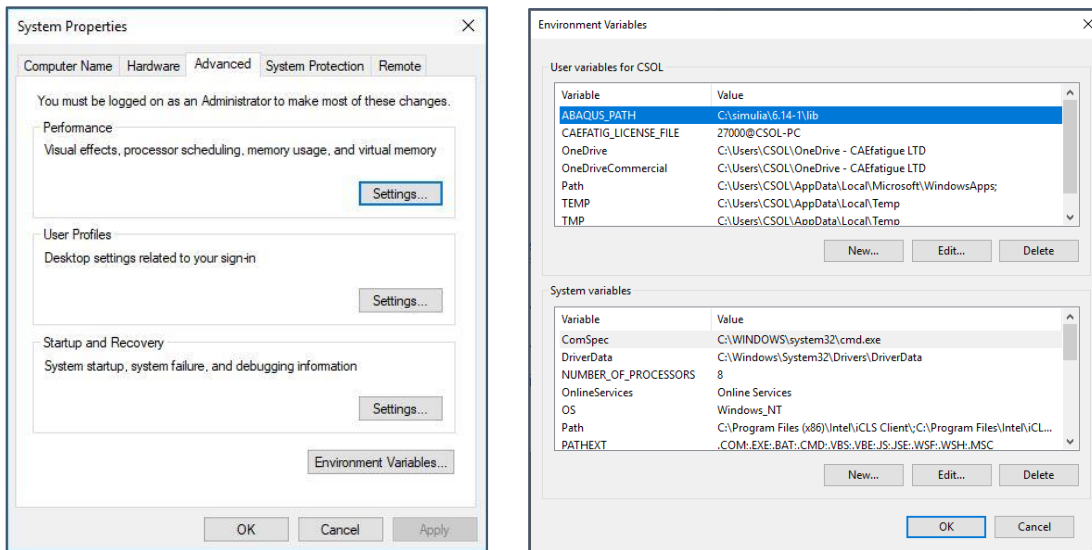 System Properties
Computer Name Hardware Advanced System Protection Remote
You must be logged on as an Administrator to make most of these changes.
Performance
Visual effects, processor scheduling, memory usage, and virtual memory
Settings...
User Profiles
Desktop settings related to your sign-in
Settings...
Startup and Recovery
System startup, system failure, and debugging information
Settings...
Environment Variables...
OK Cancel Apply
Environment Variables
User variables for CSOL
Variable Value
ABAQUS_PATH C:\simulia\6.14-1\lib
CAEFATIG_LICENSE_FILE 27000@CSOL-PC
OneDrive C:\Users\CSOL\OneDrive - CAEfatigue LTD
OneDriveCommercial C:\Users\CSOL\OneDrive - CAEfatigue LTD
Path C:\Users\CSOL\AppData\Local\Microsoft\WindowsApps;
TEMP C:\Users\CSOL\AppData\Local\Temp
TMP C:\Users\CSOL\AppData\Local\Temp
New... Edit... Delete
System variables
Variable Value
ComSpec C:\WINDOWS\system32\cmd.exe
DriverData C:\Windows\System32\Drivers\DriverData
NUMBER_OF_PROCESSORS 8
OnlineServices Online Services
OS Windows_NT
Path C:\Program Files (x86)\Intel\iCLS Client\;C:\Program Files\Intel\iCL...
PATHEXT .COM;.EXE;.BAT;.CMD;.VBS;.VBE;.JS;.JSE;.WSF;.WSH;.MSC
New... Edit... Delete
OK Cancel